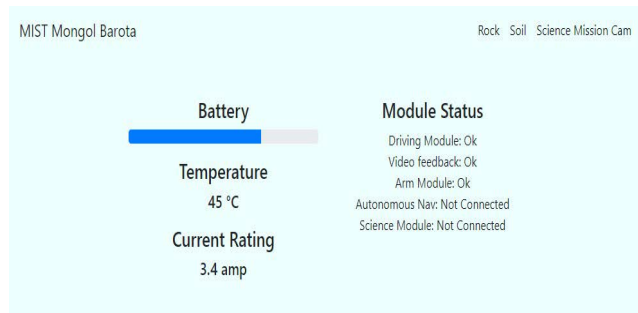 MIST Mongol Barota
Rock Soil Science Mission Cam
Battery
Temperature
45 °C
Current Rating
3.4 amp
Module Status
Driving Module: Ok
Video feedback: Ok
Arm Module: Ok
Autonomous Nav: Not Connected
Science Module: Not Connected